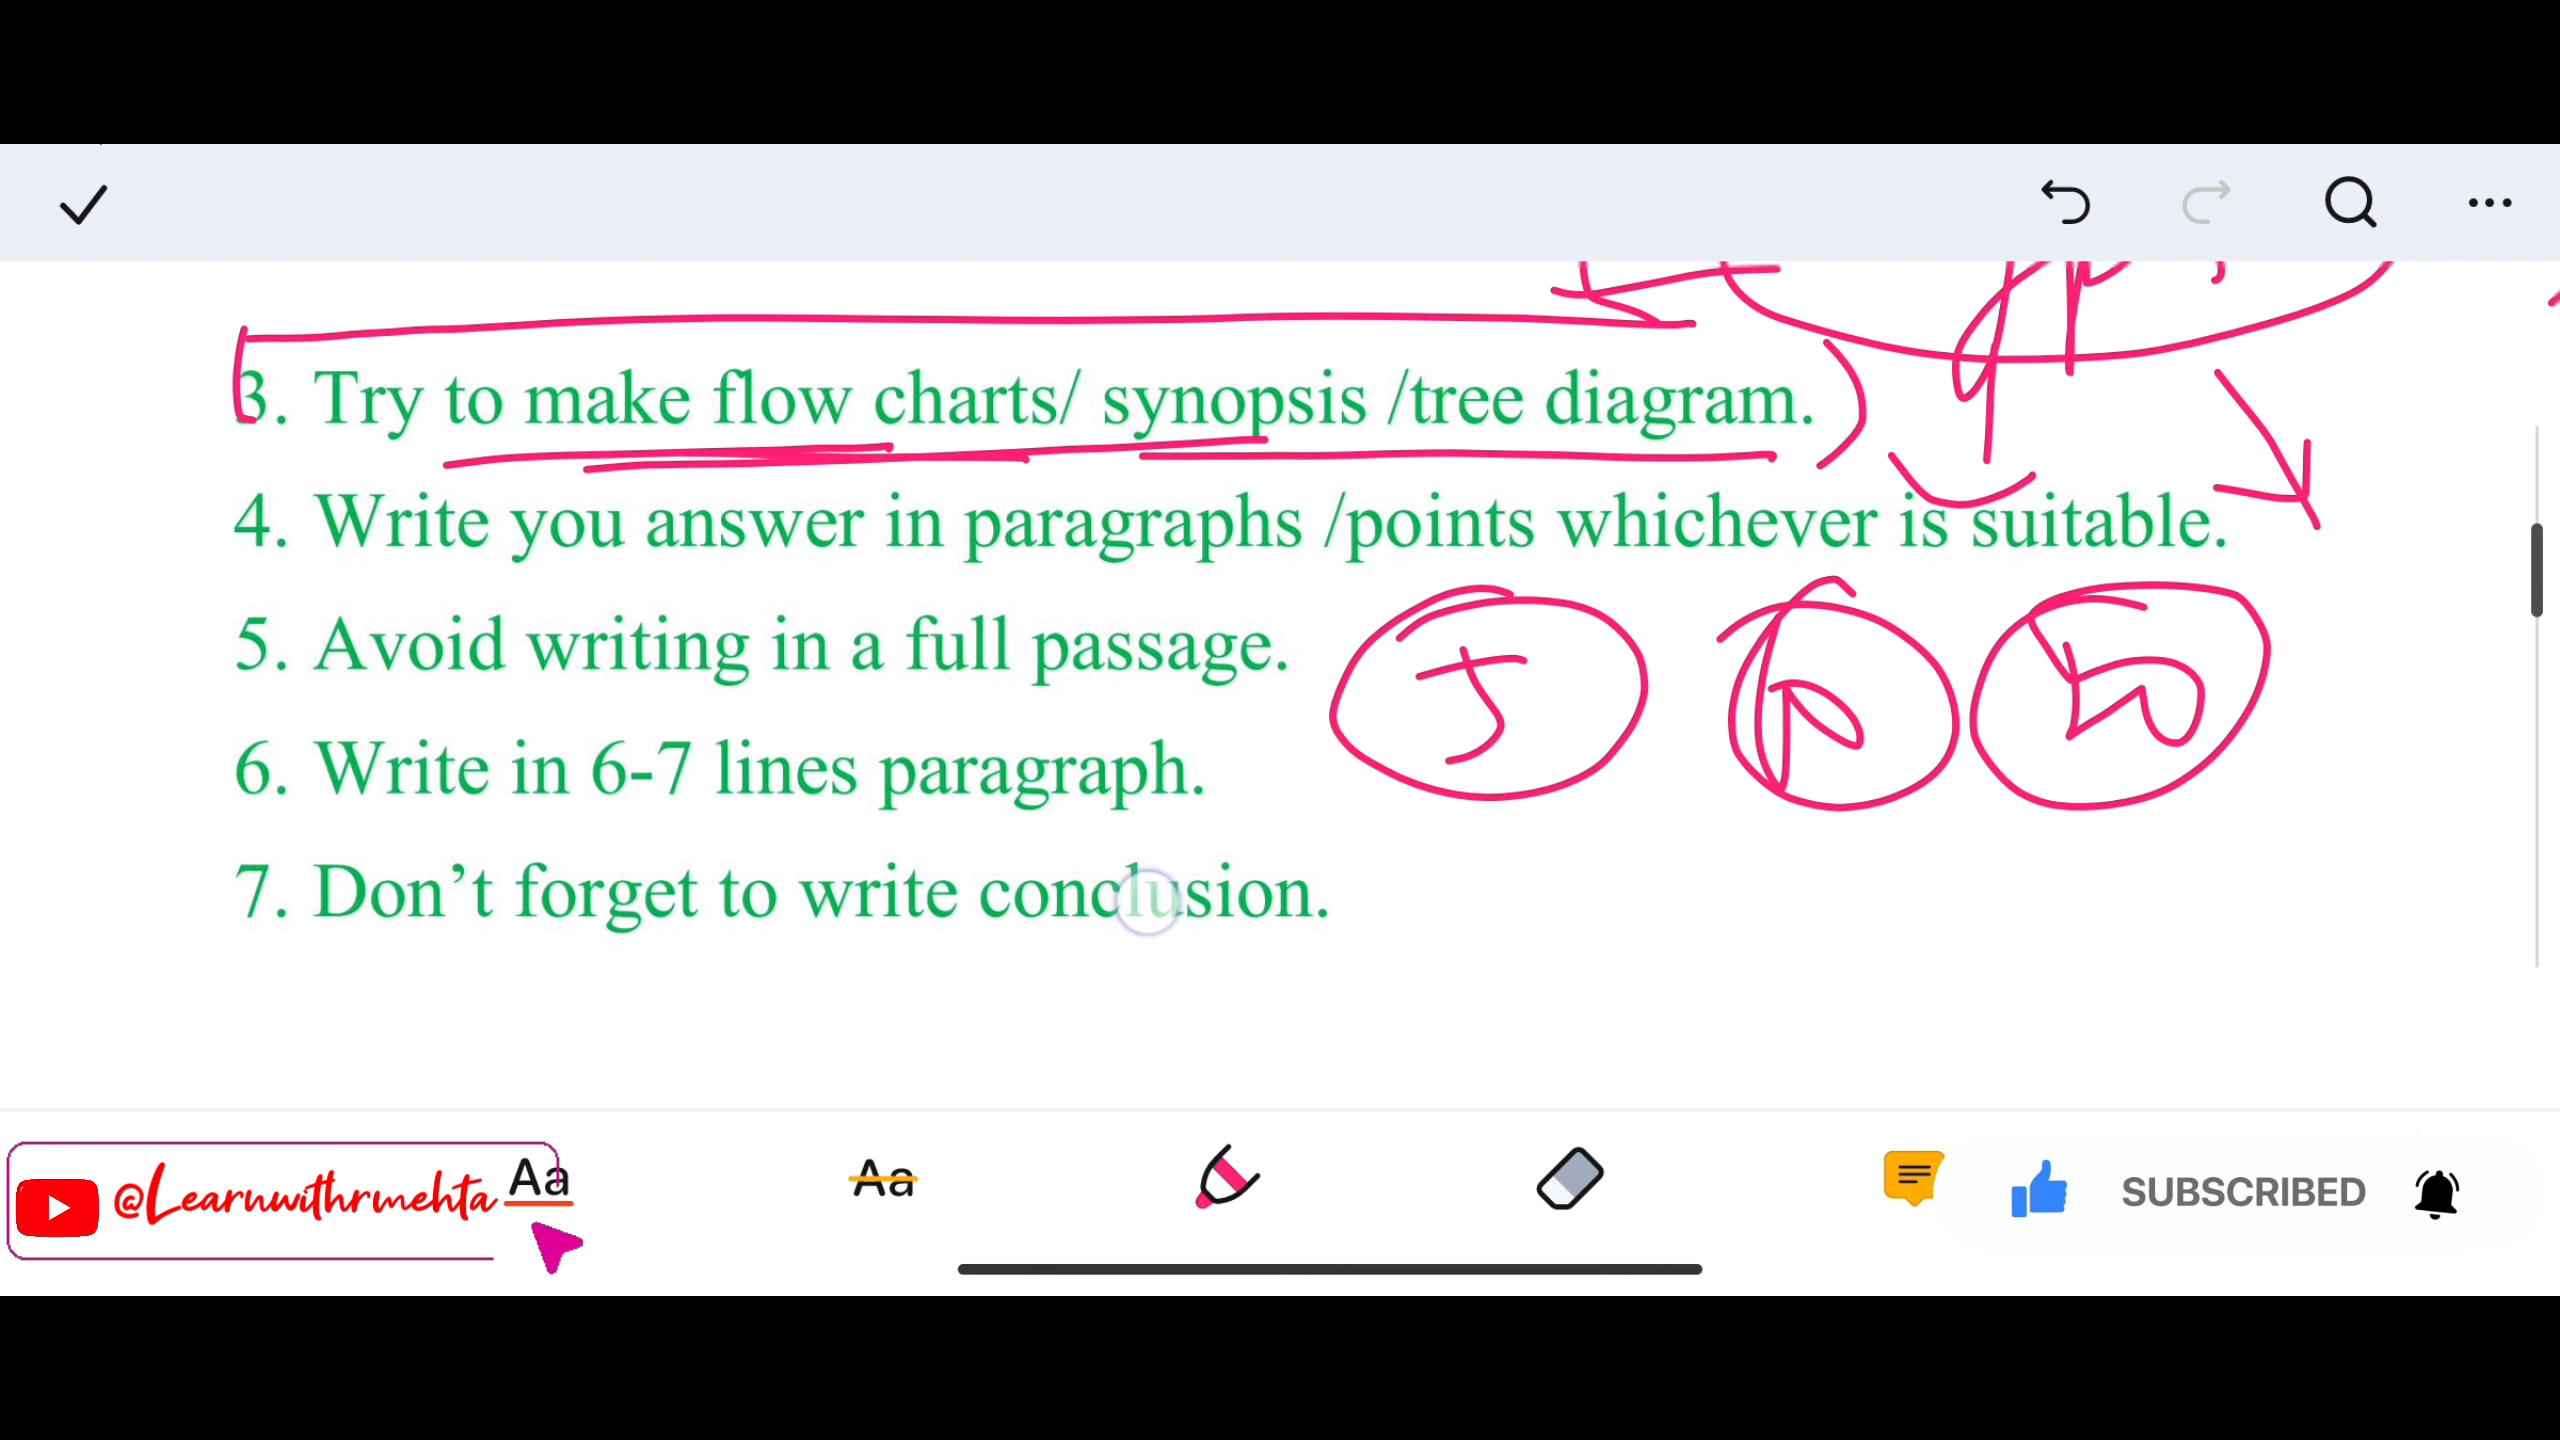 3. Try to make flow charts/ synopsis /tree diagram.
4. Write you answer in paragraphs /points whichever is suitable.
5. Avoid writing in a full passage.
6. Write in 6-7 lines paragraph.
7. Don't forget to write conclusion.
@Learnwithrmehta Aa Aa SUBSCRIBED